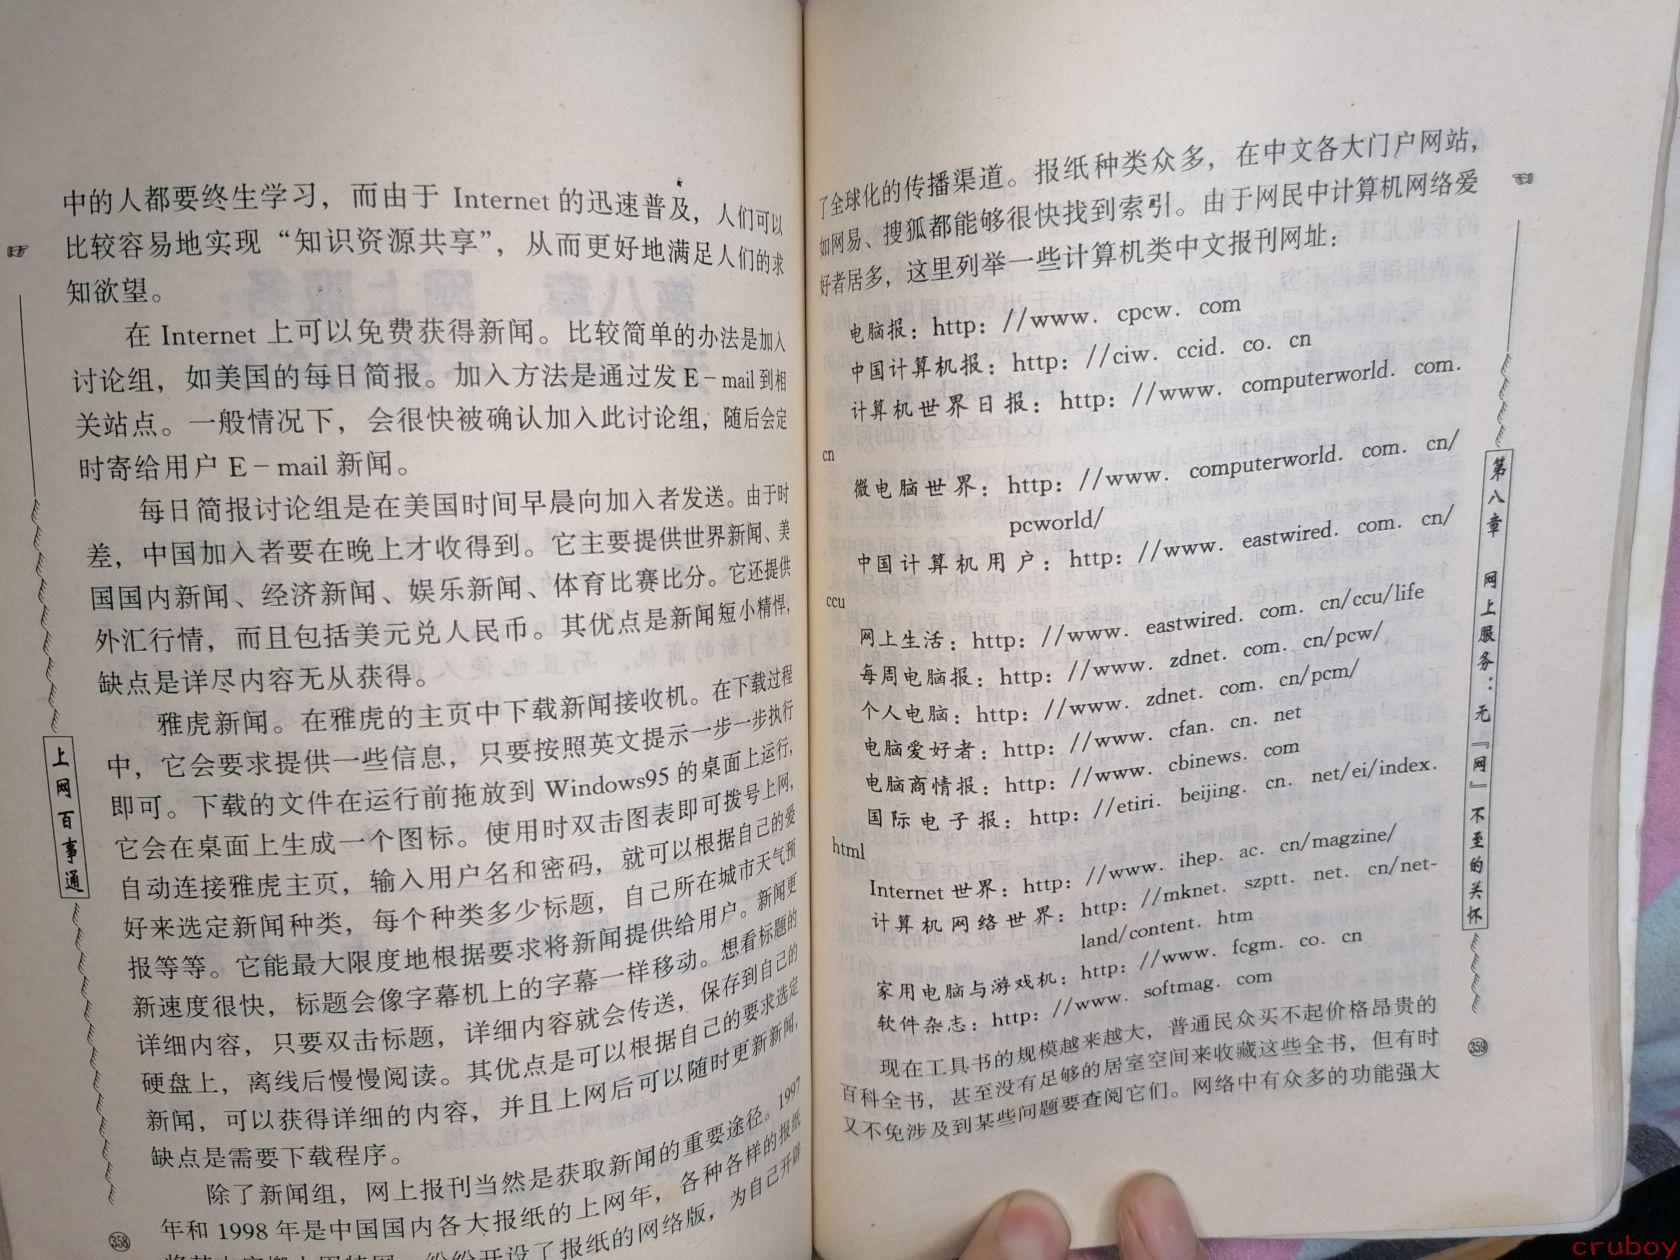 中的人都要终生学习，而由于 Internet 的迅速普及，人们可以
比较容易地实现“知识资源共享”，从而更好地满足人们的求
知欲望。
在 Internet 上可以免费获得新闻。比较简单的办法是加入
讨论组，如美国的每日简报。加入方法是通过发 E－mail 到相
关站点。一般情况下，会很快被确认加入此讨论组，随后会定
时寄给用户 E－mail 新闻。
每日简报讨论组是在美国时间早晨向加入者发送。由于时
差，中国加入者要在晚上才收得到。它主要提供世界新闻、美
国国内新闻、经济新闻、娱乐新闻、体育比赛比分。它还提供
外汇行情，而且包括美元兑人民币。其优点是新闻短小精悍，
缺点是详尽内容无从获得。
雅虎新闻。在雅虎的主页中下载新闻接收机。在下载过程
中，它会要求提供一些信息，只要按照英文提示一步一步执行
即可。下载的文件在运行前拖放到 Windows95 的桌面上运行，
它会在桌面上生成一个图标。使用时双击图表即可拨号上网，
自动连接雅虎主页，输入用户名和密码，就可以根据自己的爱
好来选定新闻种类，每个种类多少标题，自己所在城市天气预
报等等。它能最大限度地根据要求将新闻提供给用户。新闻更
新速度很快，标题会像字幕机上的字幕一样移动。想看标题的
详细内容，只要双击标题，详细内容就会传送，保存到自己的
硬盘上，离线后慢慢阅读。其优点是可以根据自己的要求选定
新闻，可以获得详细的内容，并且上网后可以随时更新新闻，
缺点是需要下载程序。
除了新闻组，网上报刊当然是获取新闻的重要途径。1997
年和 1998 年是中国国内各大报纸的上网年，各种各样的报纸
纷纷开设了报纸的网络版，为自己开辟
上网百事通
358
了全球化的传播渠道。报纸种类众多，在中文各大门户网站，
如网易、搜狐都能够很快找到索引。由于网民中计算机网络爱
好者居多，这里列举一些计算机类中文报刊网址：
电脑报：http：//www．cpcw．com
中国计算机报：http：//ciw．ccid．co．cn
计算机世界日报：http：//www．computerworld．com．
cn
微电脑世界：http：//www．computerworld．com．cn/
pcworld/
中国计算机用户：http：//www．eastwired．com．cn/
ccu
网上生活：http：//www．eastwired．com．cn/ccu/life
每周电脑报：http：//www．zdnet．com．cn/pcw/
个人电脑：http：//www．zdnet．com．cn/pcm/
电脑爱好者：http：//www．cfan．cn．net
电脑商情报：http：//www．cbinews．com
国际电子报：http：//etiri．beijing．cn．net/ei/index．
html
Internet 世界：http：//www．ihep．ac．cn/magzine/
计算机网络世界：http：//mknet．szptt．net．cn/net-
land/content．htm
家用电脑与游戏机：http：//www．fcgm．co．cn
软件杂志：http：//www．softmag．com
现在工具书的规模越来越大，普通民众买不起价格昂贵的
百科全书，甚至没有足够的居室空间来收藏这些全书，但有时
又不免涉及到某些问题要查阅它们。网络中有众多的功能强大
第八章 网上服务：无『网』不至的关怀
359
cruboy